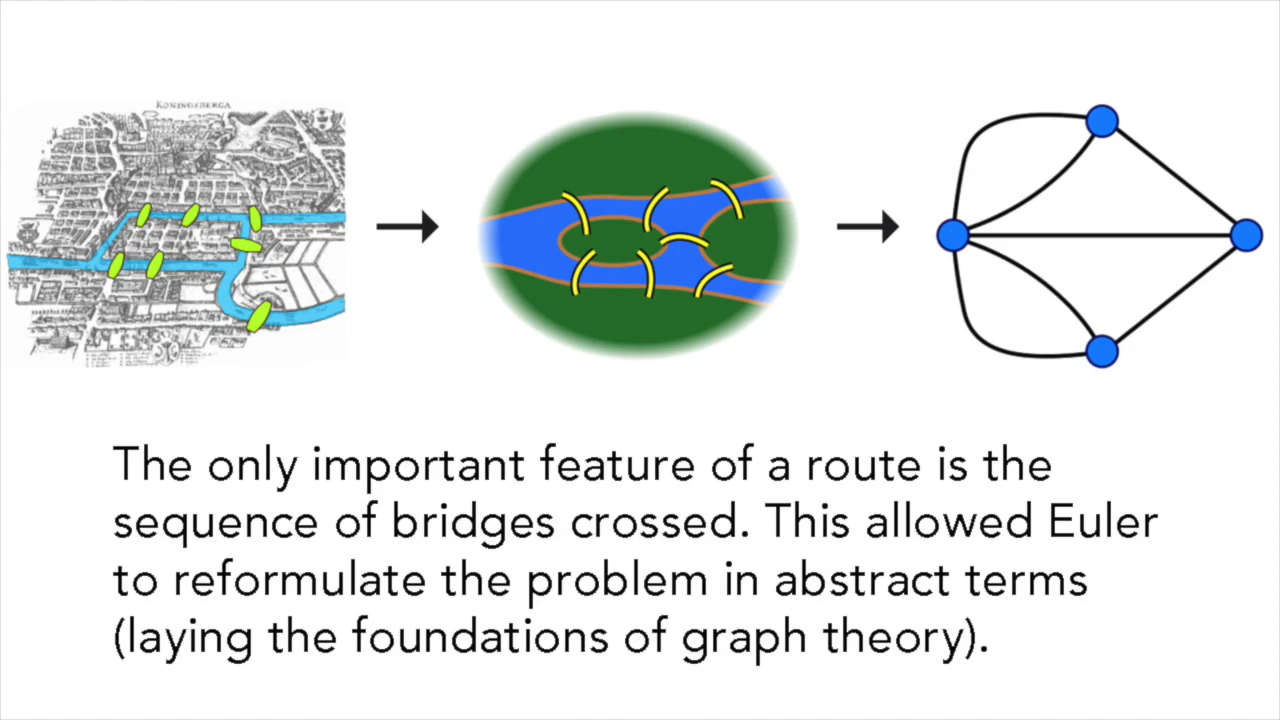 KONINGSBERGA
The only important feature of a route is the
sequence of bridges crossed. This allowed Euler
to reformulate the problem in abstract terms
(laying the foundations of graph theory).